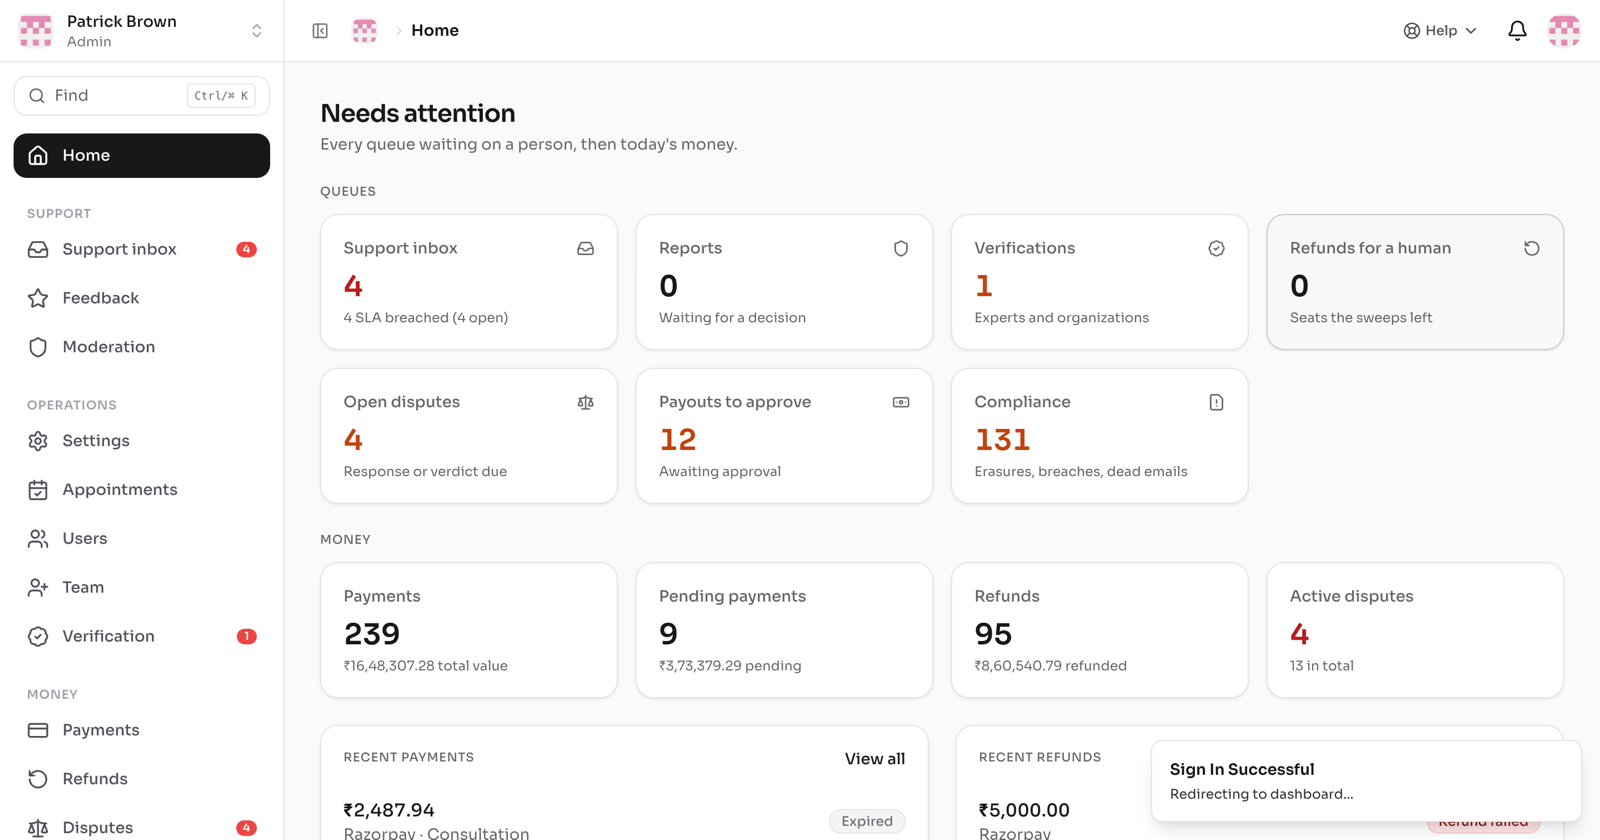 Patrick Brown
Admin
Find
Ctrl/⌘ K
Home
SUPPORT
Support inbox
4
Feedback
Moderation
OPERATIONS
Settings
Appointments
Users
Team
Verification
1
MONEY
Payments
Refunds
Disputes
4
Home
Help
Needs attention
Every queue waiting on a person, then today's money.
QUEUES
Support inbox
4
4 SLA breached (4 open)
Reports
0
Waiting for a decision
Verifications
1
Experts and organizations
Refunds for a human
0
Seats the sweeps left
Open disputes
4
Response or verdict due
Payouts to approve
12
Awaiting approval
Compliance
131
Erasures, breaches, dead emails
MONEY
Payments
239
₹16,48,307.28 total value
Pending payments
9
₹3,73,379.29 pending
Refunds
95
₹8,60,540.79 refunded
Active disputes
4
13 in total
RECENT PAYMENTS
View all
₹2,487.94
Razorpay · Consultation
Expired
RECENT REFUNDS
₹5,000.00
Razorpay
Refund failed
Sign In Successful
Redirecting to dashboard...